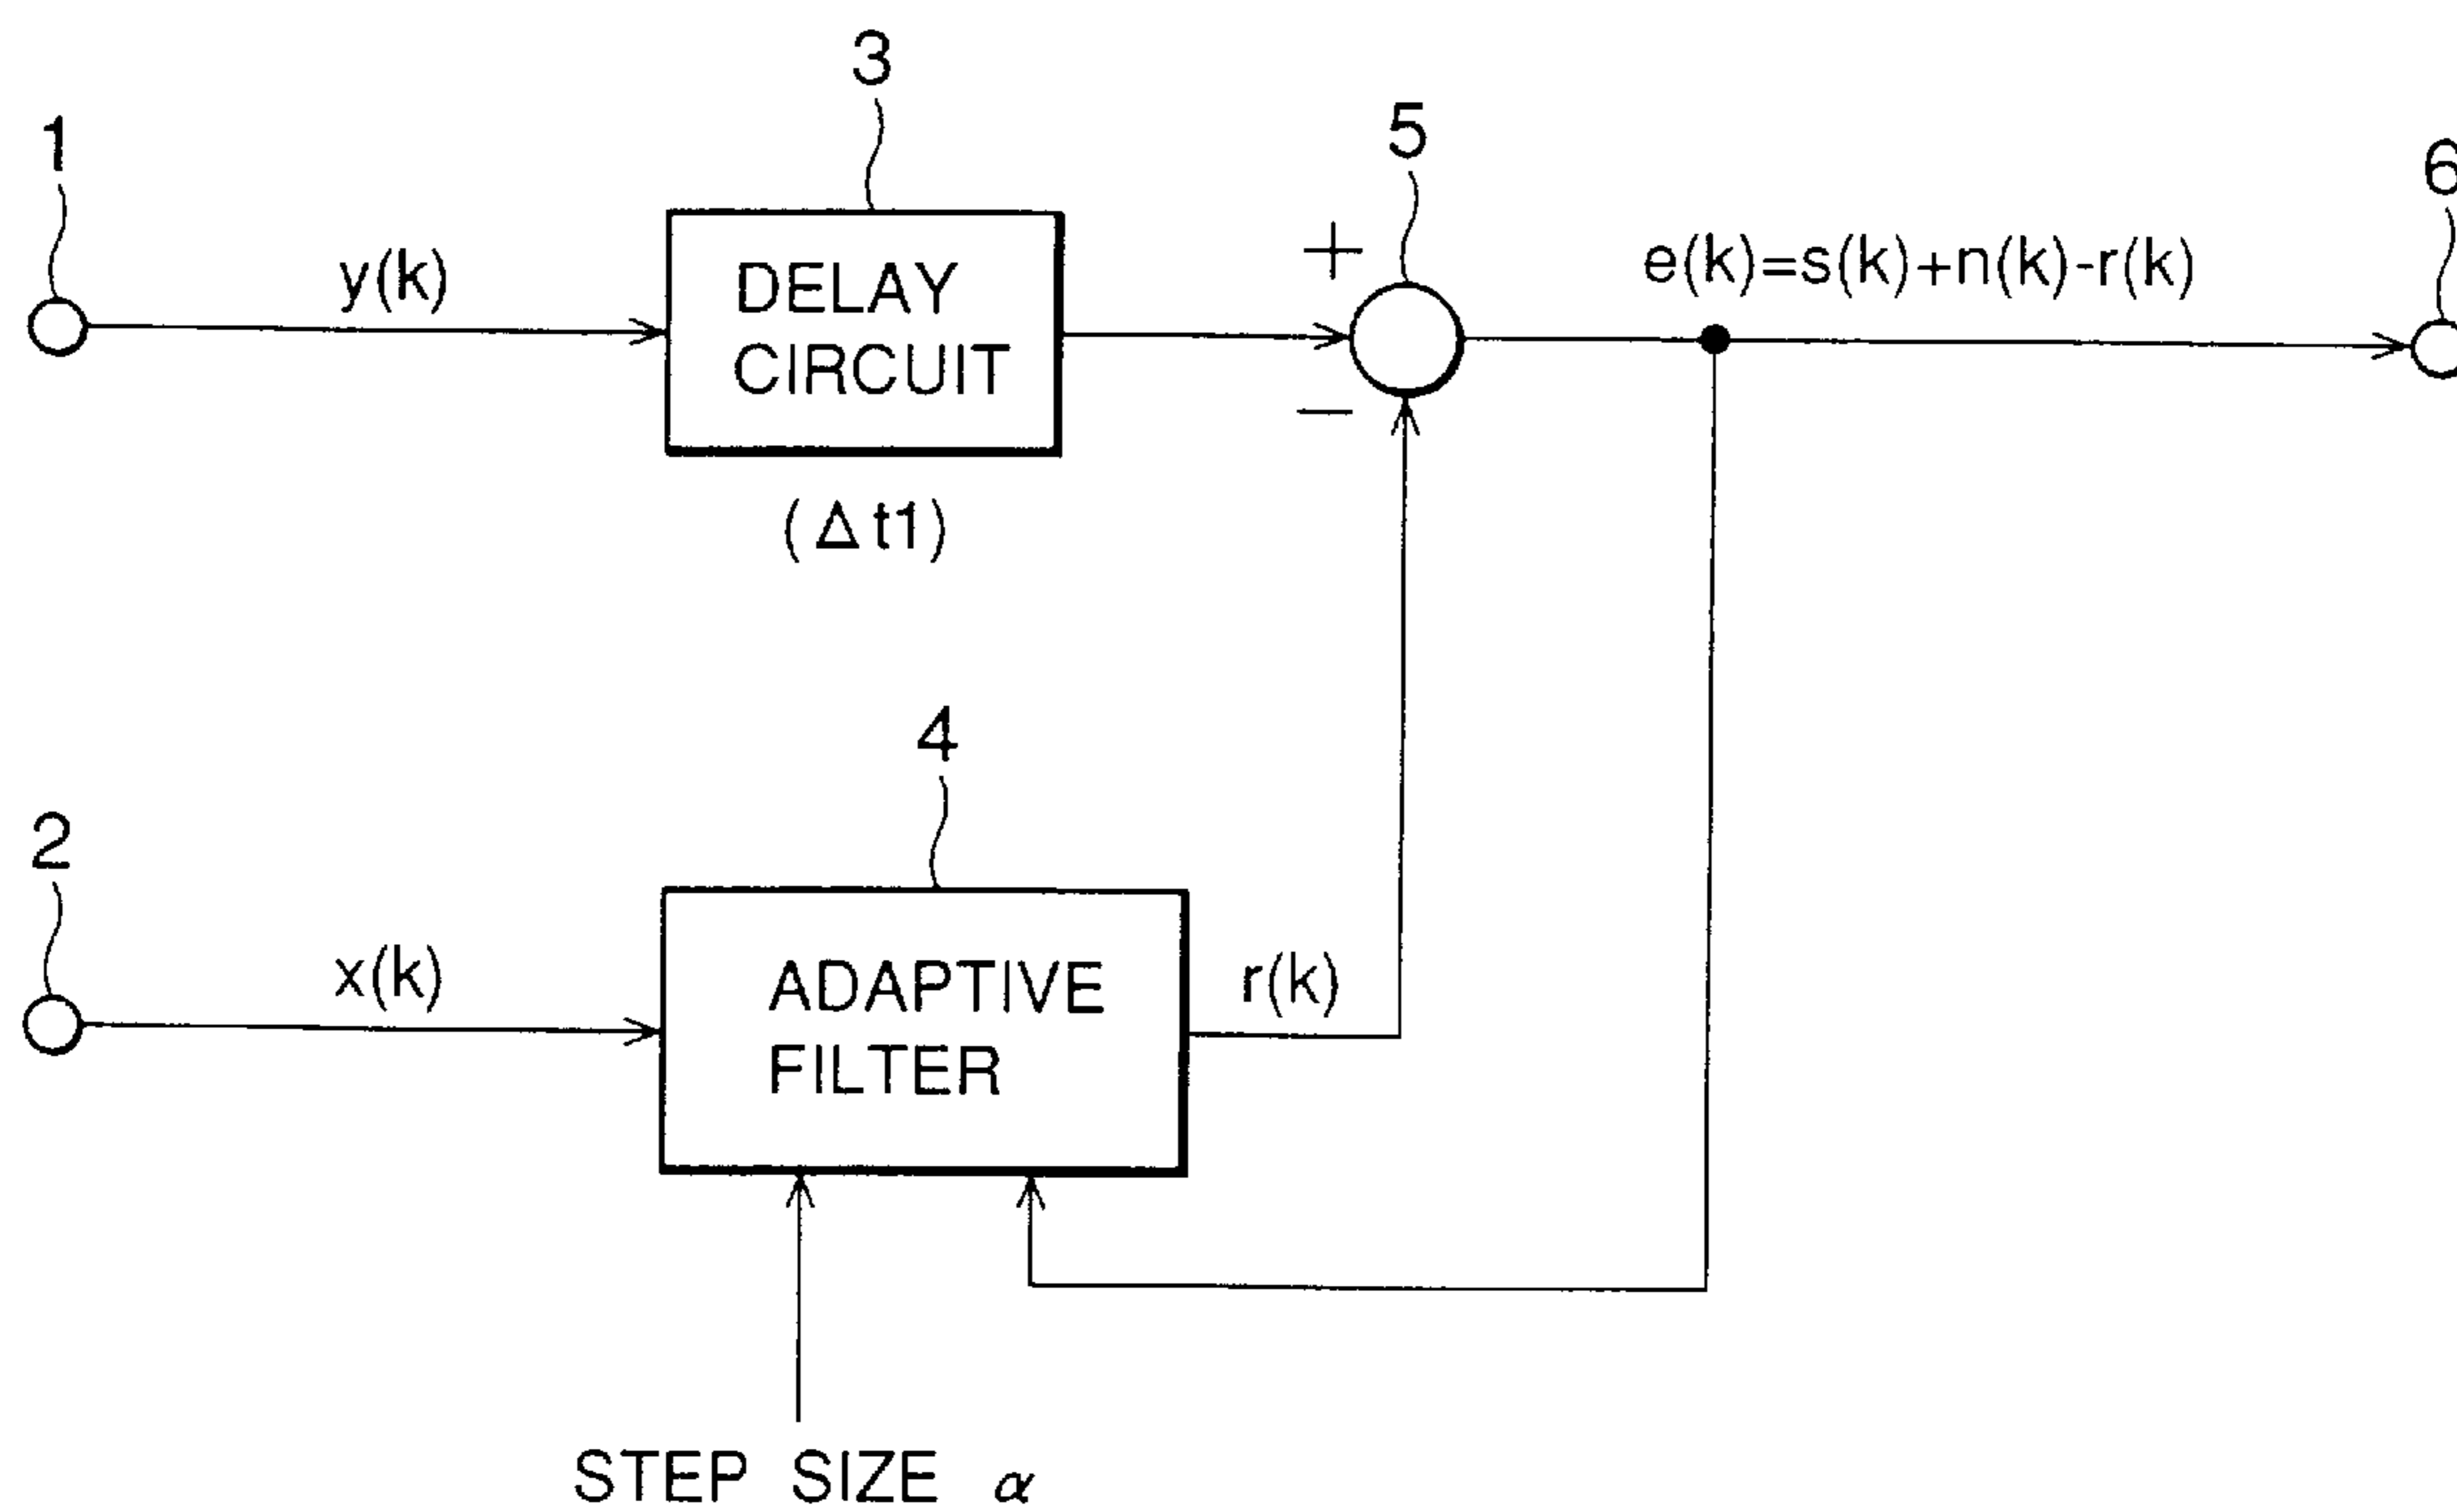 3
5
1
6
y(k)
DELAY
CIRCUIT
+
e(k)=s(k)+n(k)-r(k)
−
(Δt1)
4
2
x(k)
ADAPTIVE
FILTER
r(k)
STEP SIZE α